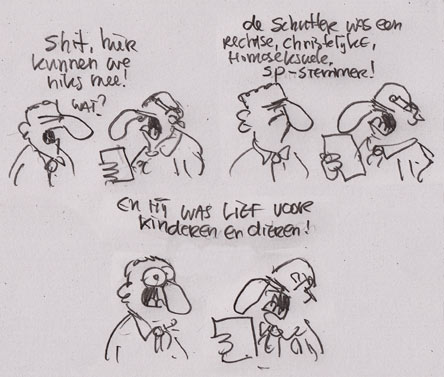 Shit, hier
kunnen we
niks mee!
wat?
de Schutter was een
rechtse, christelijke,
Homoseksuele,
SP-stemmer!
En Hij was lief voor
kinderen en dieren!